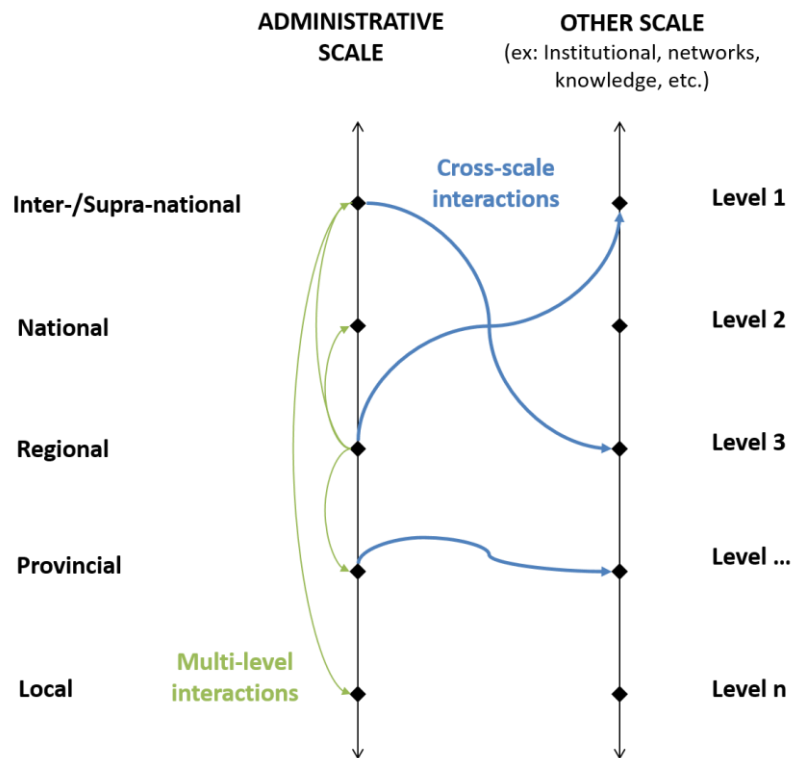 ADMINISTRATIVE
SCALE
OTHER SCALE
(ex: Institutional, networks,
knowledge, etc.)
Cross-scale
interactions
Inter-/Supra-national
Level 1
National
Level 2
Regional
Level 3
Provincial
Level ...
Multi-level
interactions
Local
Level n